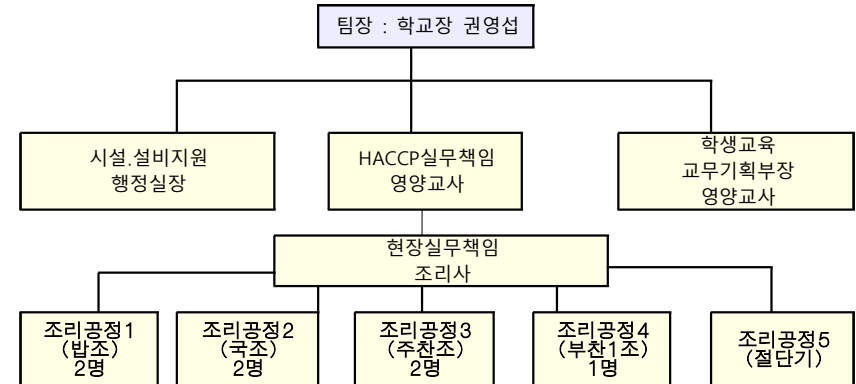 팀장 : 학교장 권영섭
시설.설비지원
행정실장
HACCP실무책임
영양교사
학생교육
교무기획부장
영양교사
현장실무책임
조리사
조리공정1
(밥조)
2명
조리공정2
(국조)
2명
조리공정3
(주찬조)
2명
조리공정4
(부찬1조)
1명
조리공정5
(절단기)